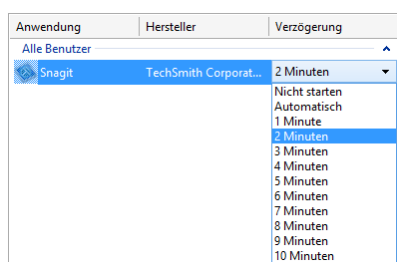 Anwendung Hersteller Verzögerung
Alle Benutzer
Snagit TechSmith Corporat... 2 Minuten
Nicht starten
Automatisch
1 Minute
2 Minuten
3 Minuten
4 Minuten
5 Minuten
6 Minuten
7 Minuten
8 Minuten
9 Minuten
10 Minuten